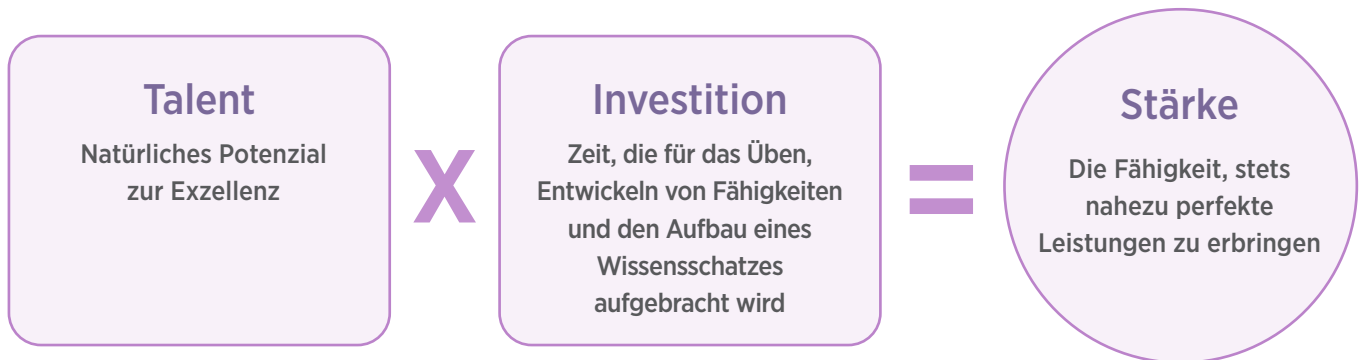 Talent
Natürliches Potenzial
zur Exzellenz
X
Investition
Zeit, die für das Üben,
Entwickeln von Fähigkeiten
und den Aufbau eines
Wissensschatzes
aufgebracht wird
=
Stärke
Die Fähigkeit, stets
nahezu perfekte
Leistungen zu erbringen